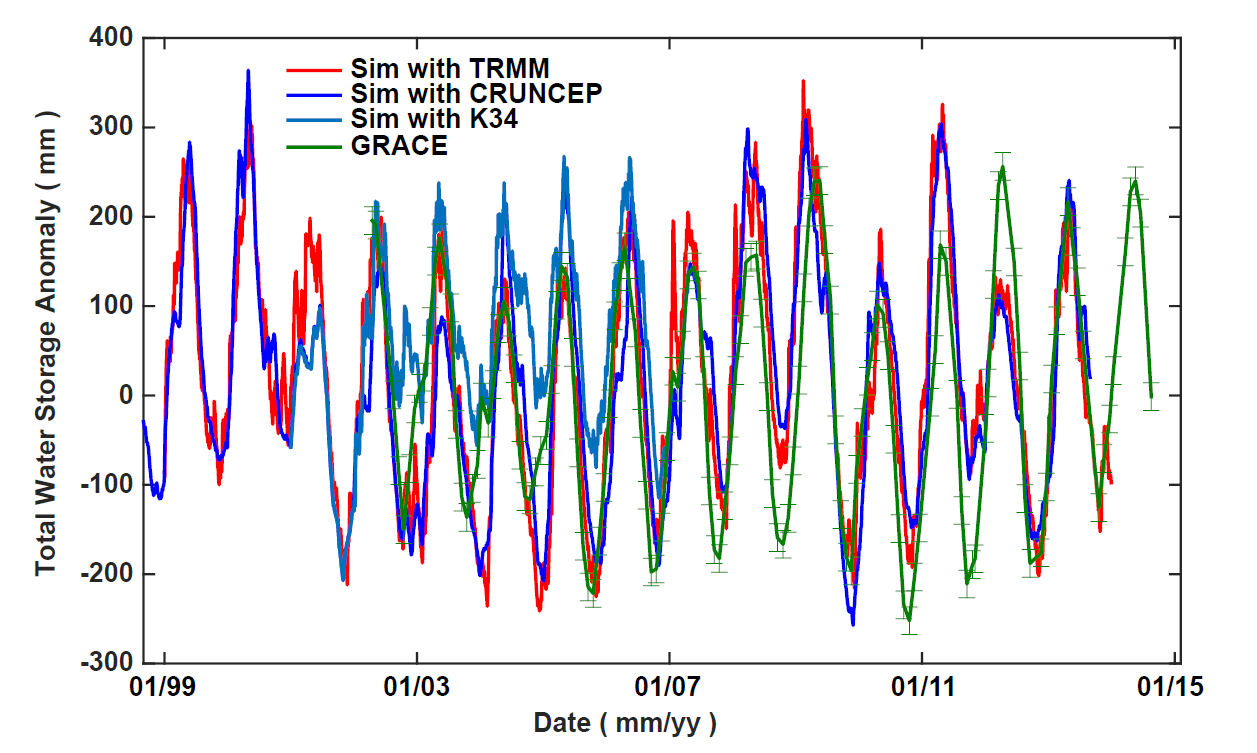 400
300
200
100
0
-100
-200
-300
Total Water Storage Anomaly ( mm )
Sim with TRMM
Sim with CRUNCEP
Sim with K34
GRACE
01/99 01/03 01/07 01/11 01/15
Date ( mm/yy )